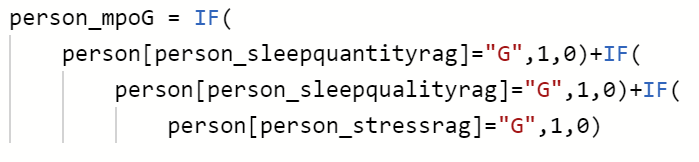 person_mpoG = IF(
person[person_sleepquantityrag]="G",1,0)+IF(
person[person_sleepqualityrag]="G",1,0)+IF(
person[person_stressrag]="G",1,0)